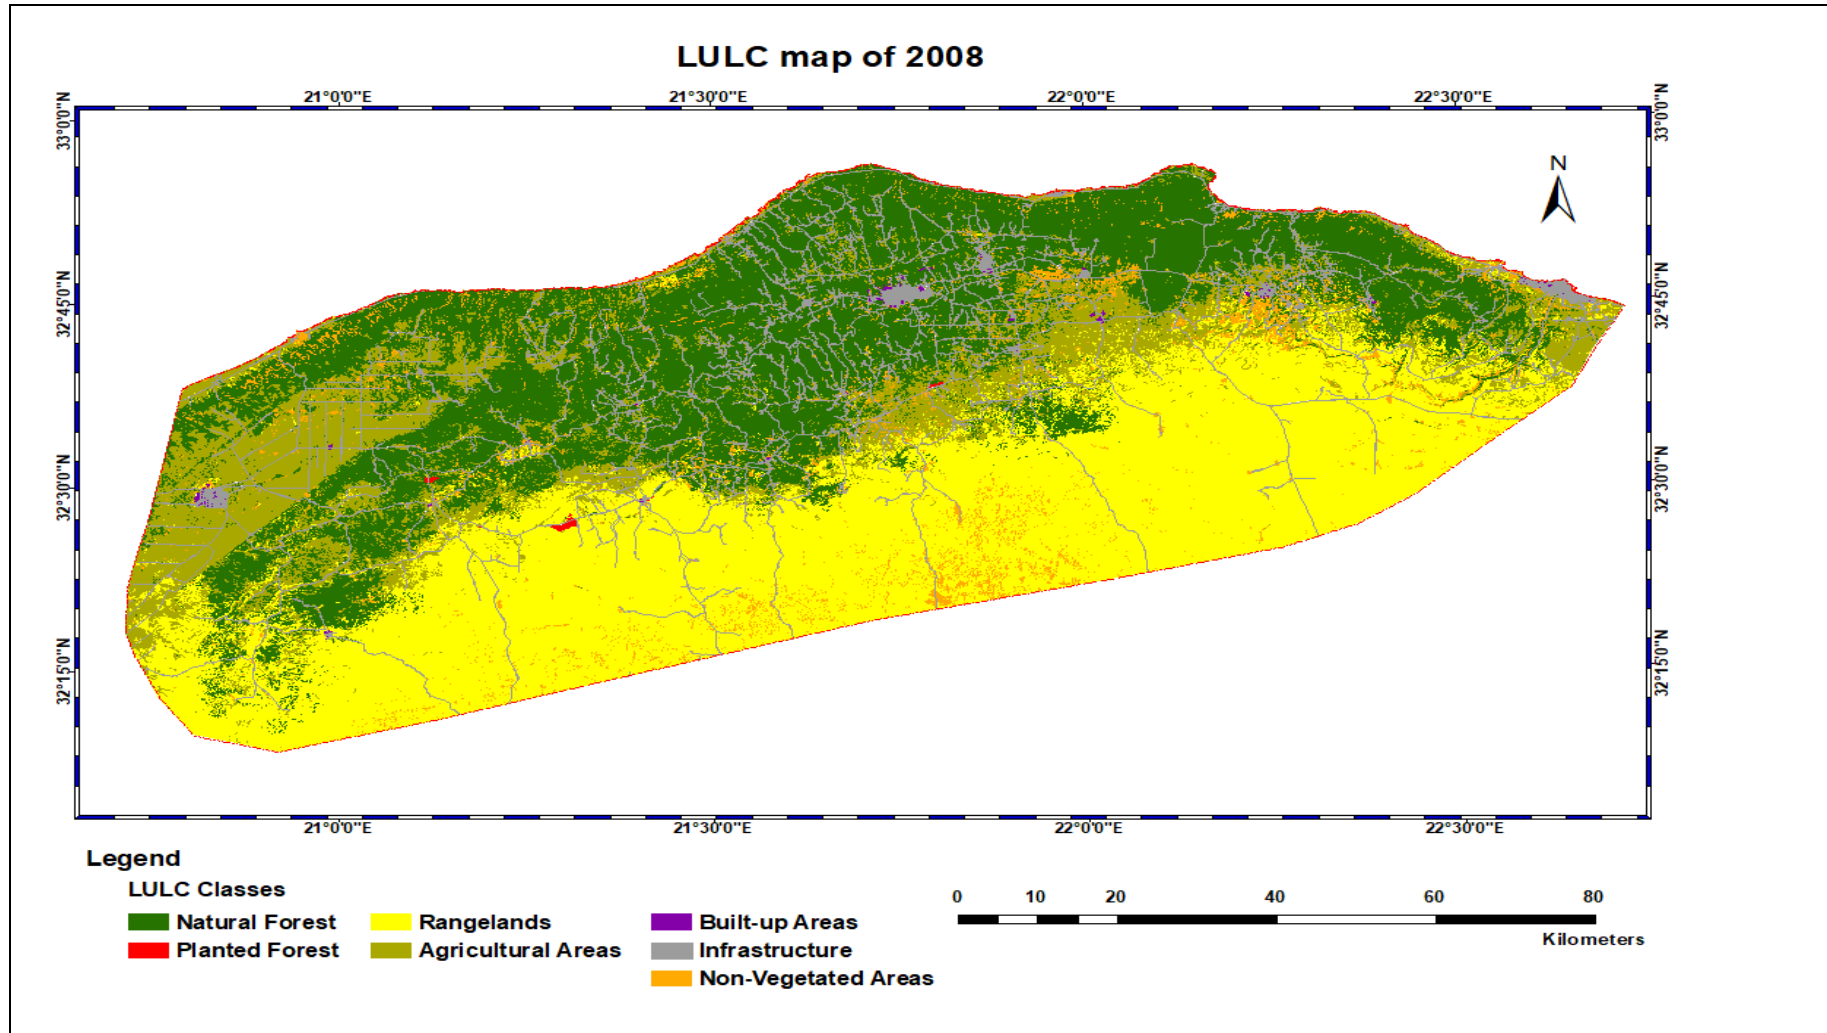 LULC map of 2008
21°0'0"E 21°30'0"E 22°0'0"E 22°30'0"E
33°0'0"N 33°0'0"N
N
32°45'0"N 32°45'0"N
32°30'0"N 32°30'0"N
32°15'0"N 32°15'0"N
21°0'0"E 21°30'0"E 22°0'0"E 22°30'0"E
Legend
LULC Classes
Natural Forest Rangelands Built-up Areas
Planted Forest Agricultural Areas Infrastructure
Non-Vegetated Areas
0 10 20 40 60 80
Kilometers